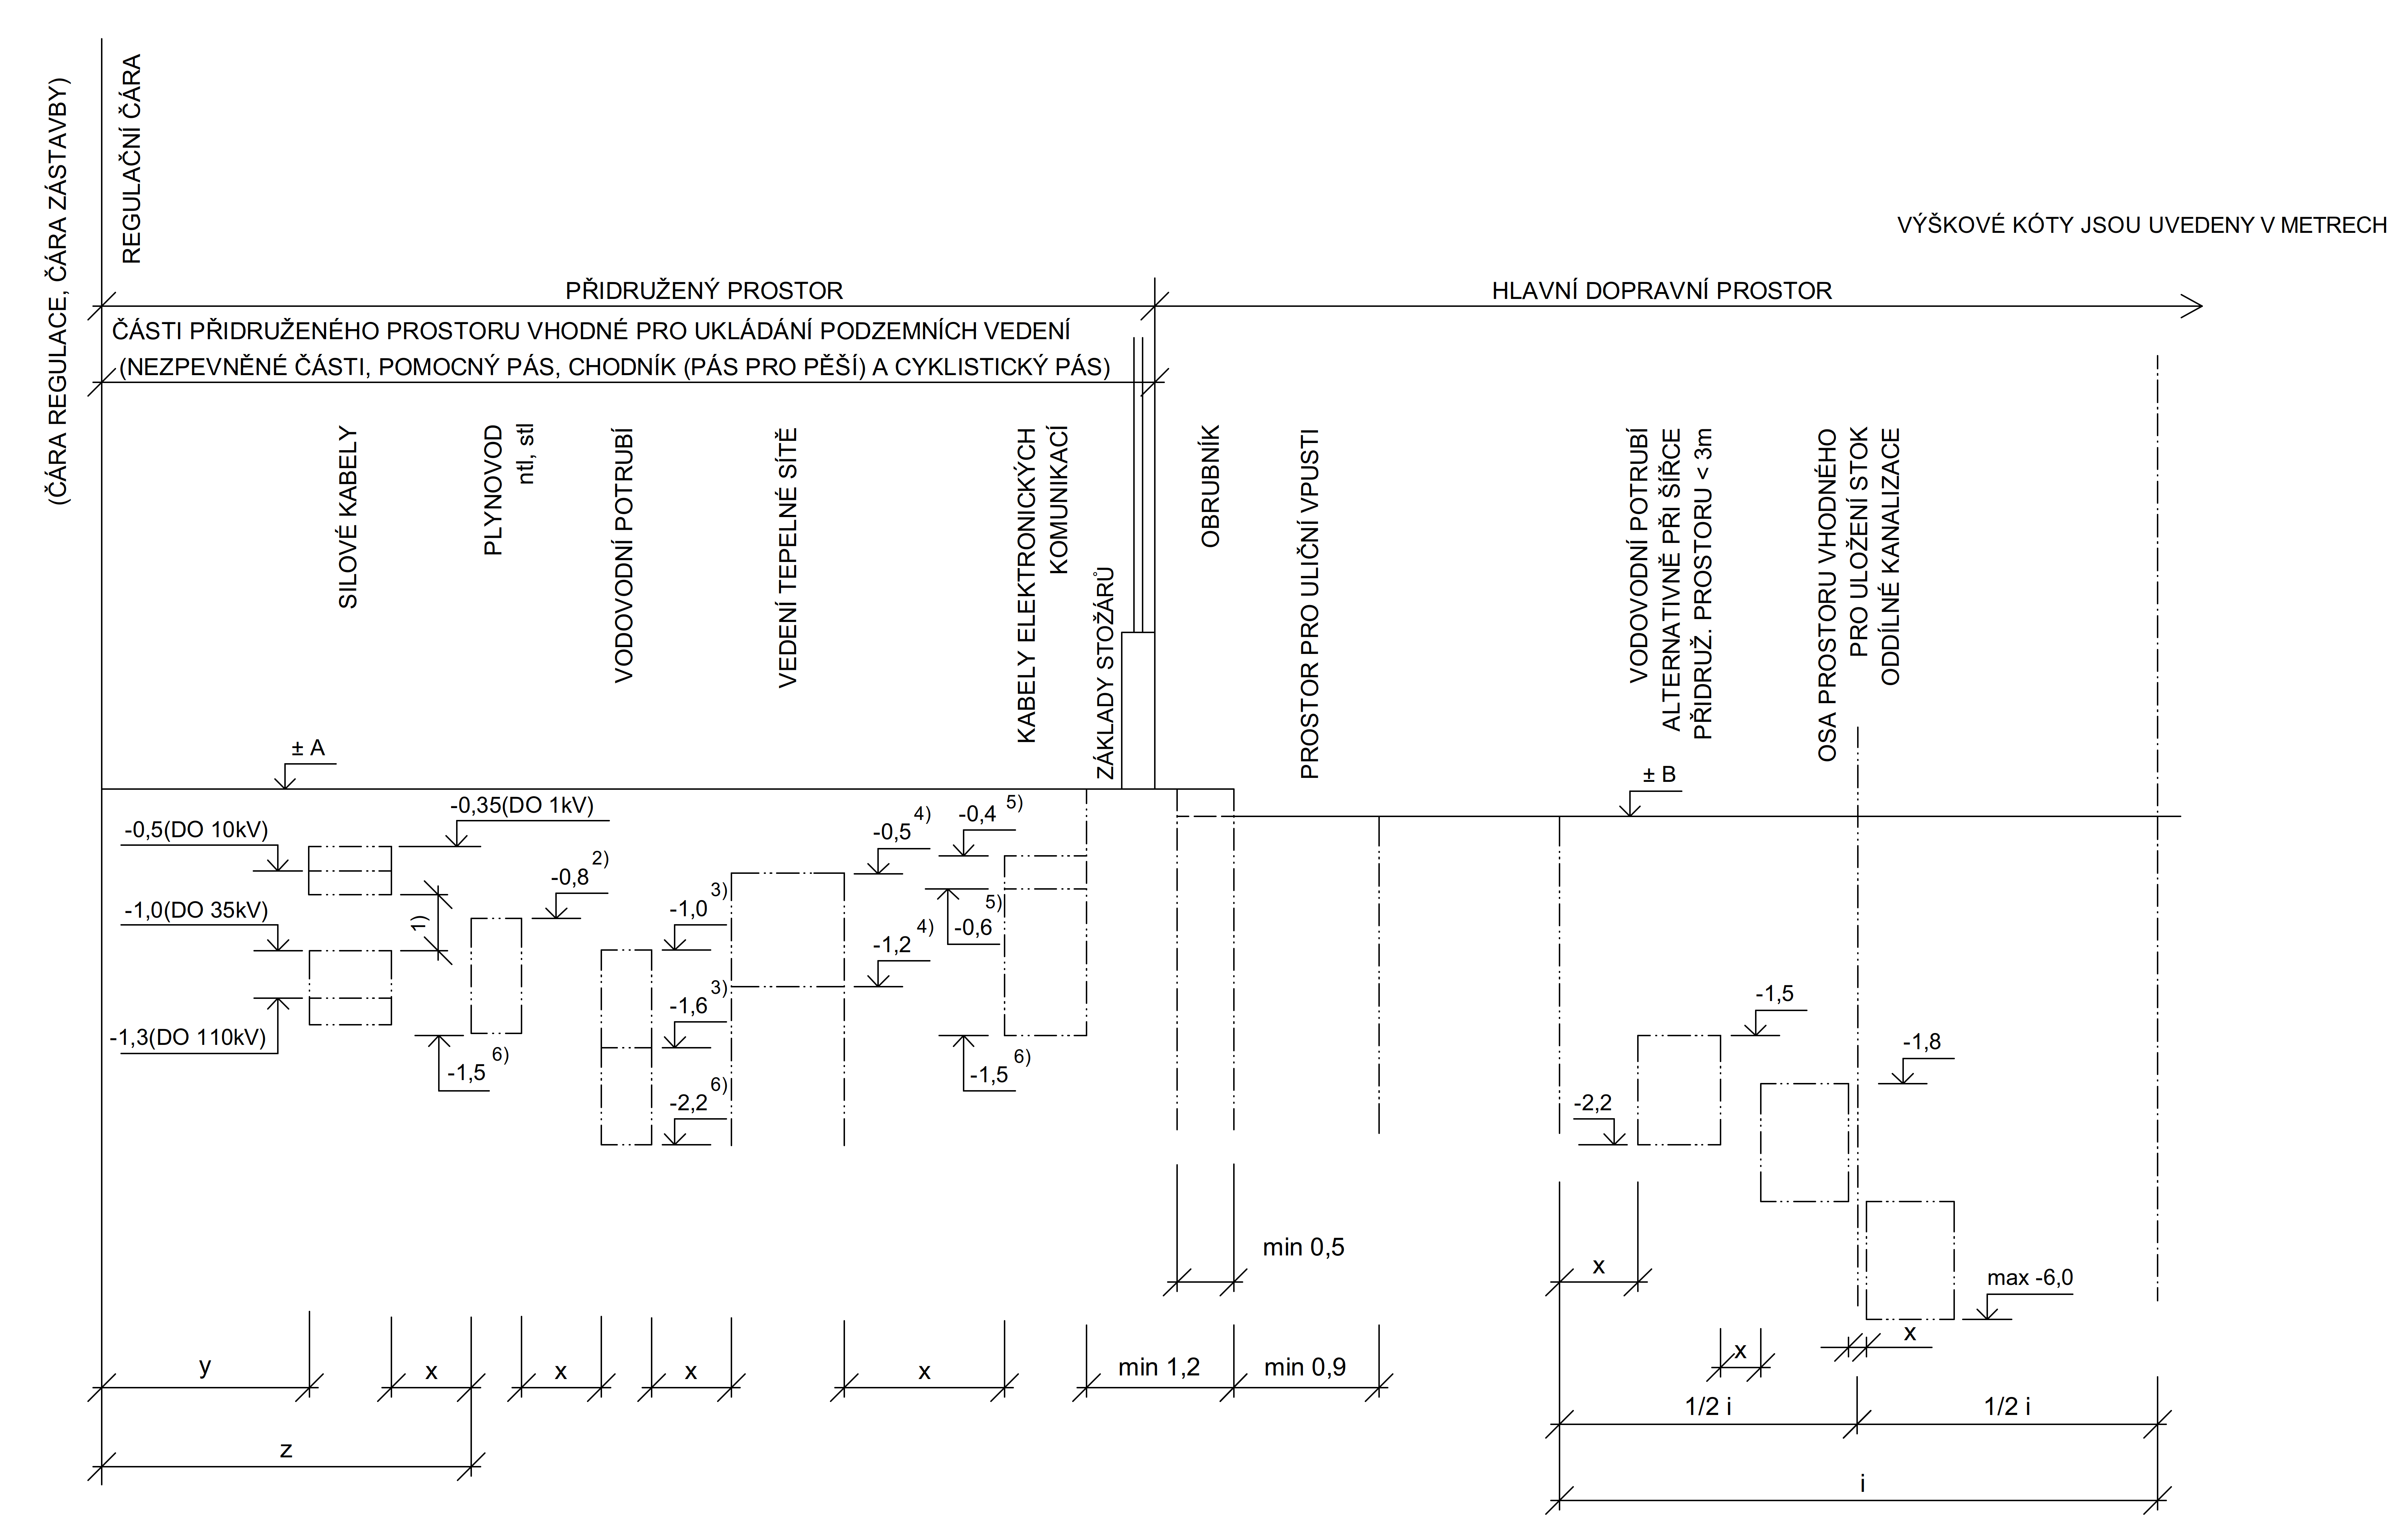 (ČÁRA REGULACE, ČÁRA ZÁSTAVBY)
REGULAČNÍ ČÁRA
VÝŠKOVÉ KÓTY JSOU UVEDENY V METRECH
PŘIDRUŽENÝ PROSTOR
HLAVNÍ DOPRAVNÍ PROSTOR
ČÁSTI PŘIDRUŽENÉHO PROSTORU VHODNÉ PRO UKLÁDÁNÍ PODZEMNÍCH VEDENÍ
(NEZPEVNĚNÉ ČÁSTI, POMOCNÝ PÁS, CHODNÍK (PÁS PRO PĚŠÍ) A CYKLISTICKÝ PÁS)
SILOVÉ KABELY
PLYNOVOD
ntl, stl
VODOVODNÍ POTRUBÍ
VEDENÍ TEPELNÉ SÍTĚ
KABELY ELEKTRONICKÝCH
KOMUNIKACÍ
ZÁKLADY STOŽÁRŮ
OBRUBNÍK
PROSTOR PRO ULIČNÍ VPUSTI
VODOVODNÍ POTRUBÍ
ALTERNATIVNĚ PŘI ŠÍŘCE
PŘIDRUŽ. PROSTORU < 3m
OSA PROSTORU VHODNÉHO
PRO ULOŽENÍ STOK
ODDÍLNÉ KANALIZACE
± A
± B
-0,5(DO 10kV)
-0,35(DO 1kV)
-1,0(DO 35kV)
-1,3(DO 110kV)
1)
-0,8 2)
-1,5 6)
-1,0 3)
-1,6 3)
-2,2 6)
-0,5 4)
-1,2 4)
-0,4 5)
-0,6 5)
-1,5 6)
-1,5
-2,2
-1,8
max -6,0
min 0,5
x
x
x
y
x
x
x
x
min 1,2
min 0,9
1/2 i
1/2 i
z
i